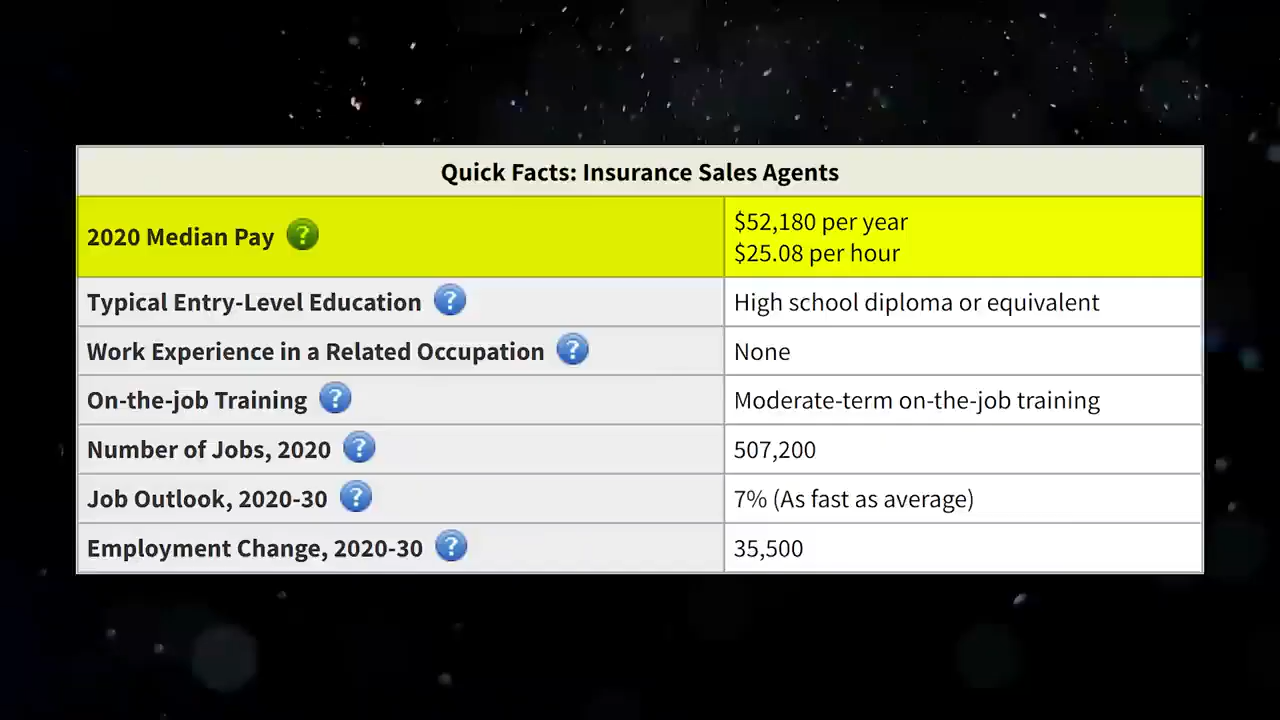 Quick Facts: Insurance Sales Agents
2020 Median Pay ?
$52,180 per year
$25.08 per hour
Typical Entry-Level Education ?
High school diploma or equivalent
Work Experience in a Related Occupation ?
None
On-the-job Training ?
Moderate-term on-the-job training
Number of Jobs, 2020 ?
507,200
Job Outlook, 2020-30 ?
7% (As fast as average)
Employment Change, 2020-30 ?
35,500